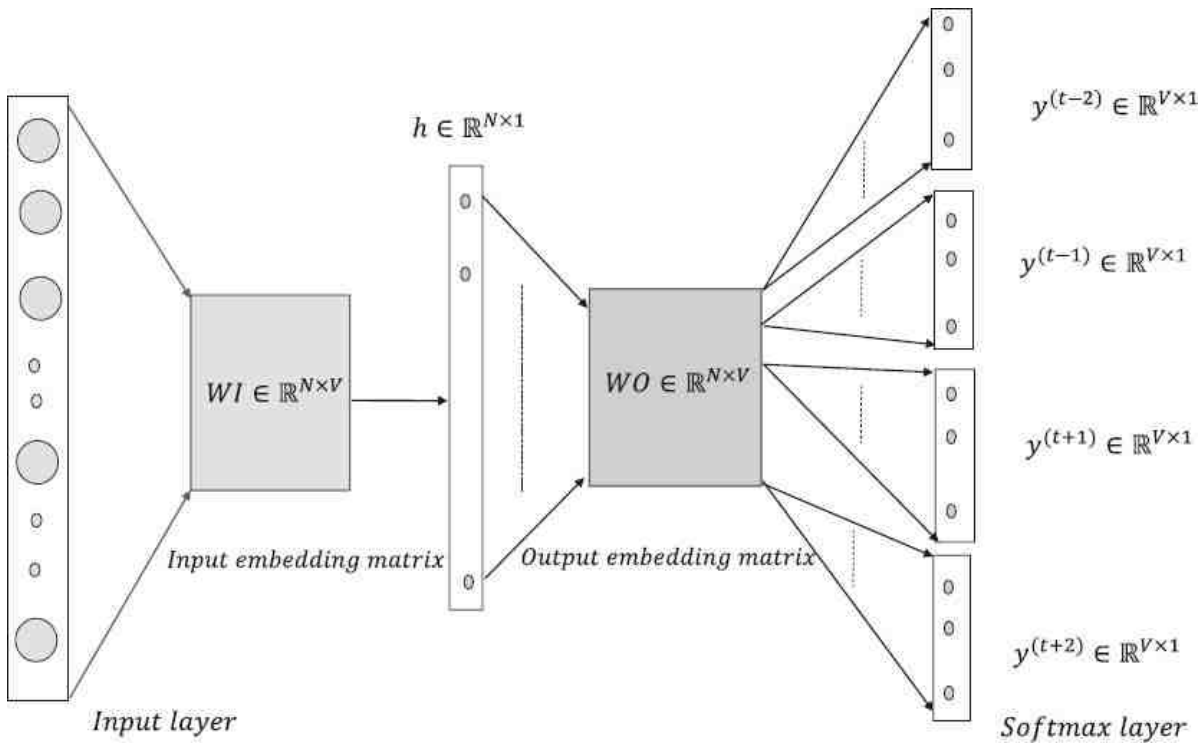 y^(t−2) ∈ ℝ^V×1
h ∈ ℝ^N×1
y^(t−1) ∈ ℝ^V×1
WI ∈ ℝ^N×V
WO ∈ ℝ^N×V
y^(t+1) ∈ ℝ^V×1
Input embedding matrix
Output embedding matrix
y^(t+2) ∈ ℝ^V×1
Input layer
Softmax layer